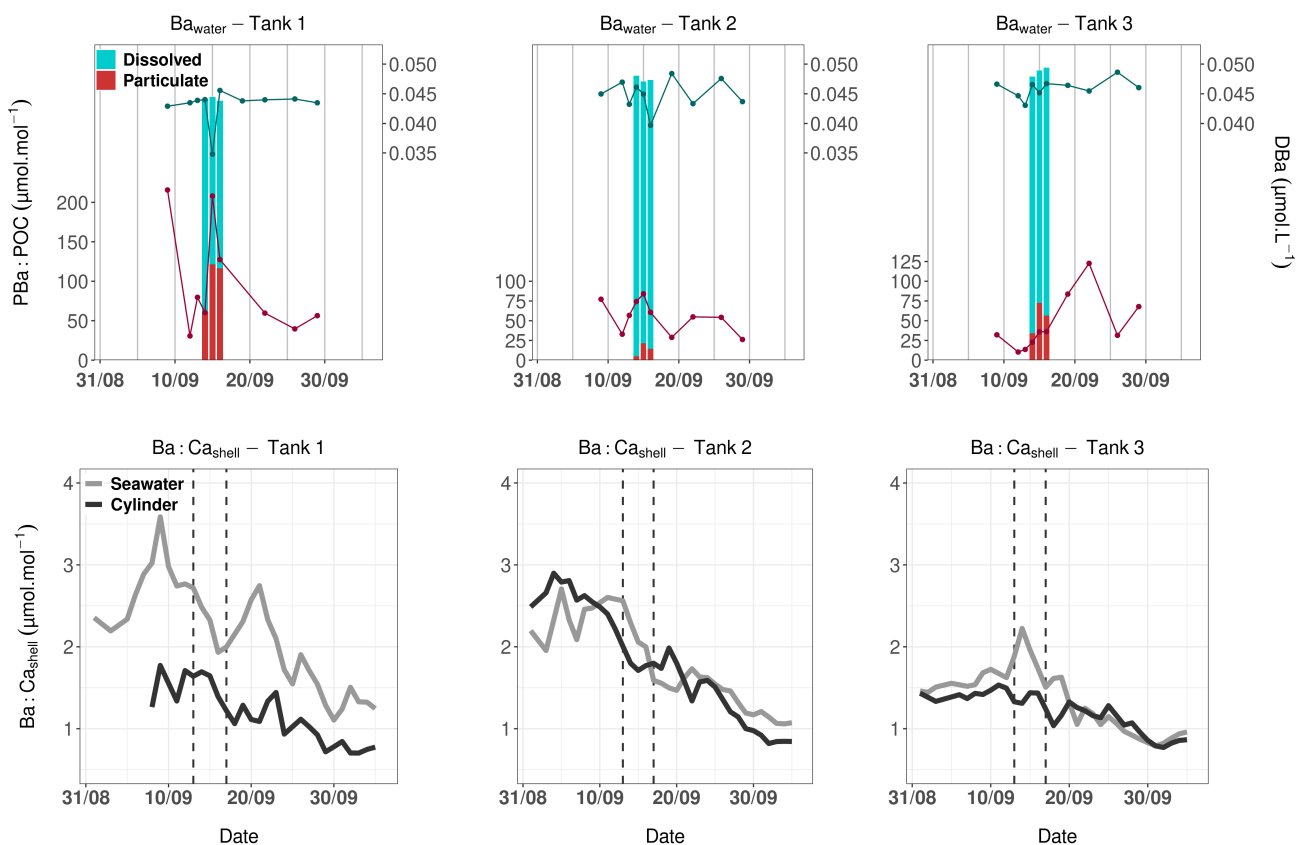 Ba_water − Tank 1
Ba_water − Tank 2
Ba_water − Tank 3
Dissolved
Particulate
PBa : POC (μmol.mol⁻¹)
200
150
100
50
0
0.050
0.045
0.040
0.035
100
75
50
25
0
0.050
0.045
0.040
0.035
125
100
75
50
25
0
0.050
0.045
0.040
DBa (μmol.L⁻¹)
31/08 10/09 20/09 30/09
31/08 10/09 20/09 30/09
31/08 10/09 20/09 30/09
Ba : Ca_shell − Tank 1
Ba : Ca_shell − Tank 2
Ba : Ca_shell − Tank 3
Seawater
Cylinder
Ba : Ca_shell (μmol.mol⁻¹)
4
3
2
1
4
3
2
1
4
3
2
1
31/08 10/09 20/09 30/09
31/08 10/09 20/09 30/09
31/08 10/09 20/09 30/09
Date
Date
Date